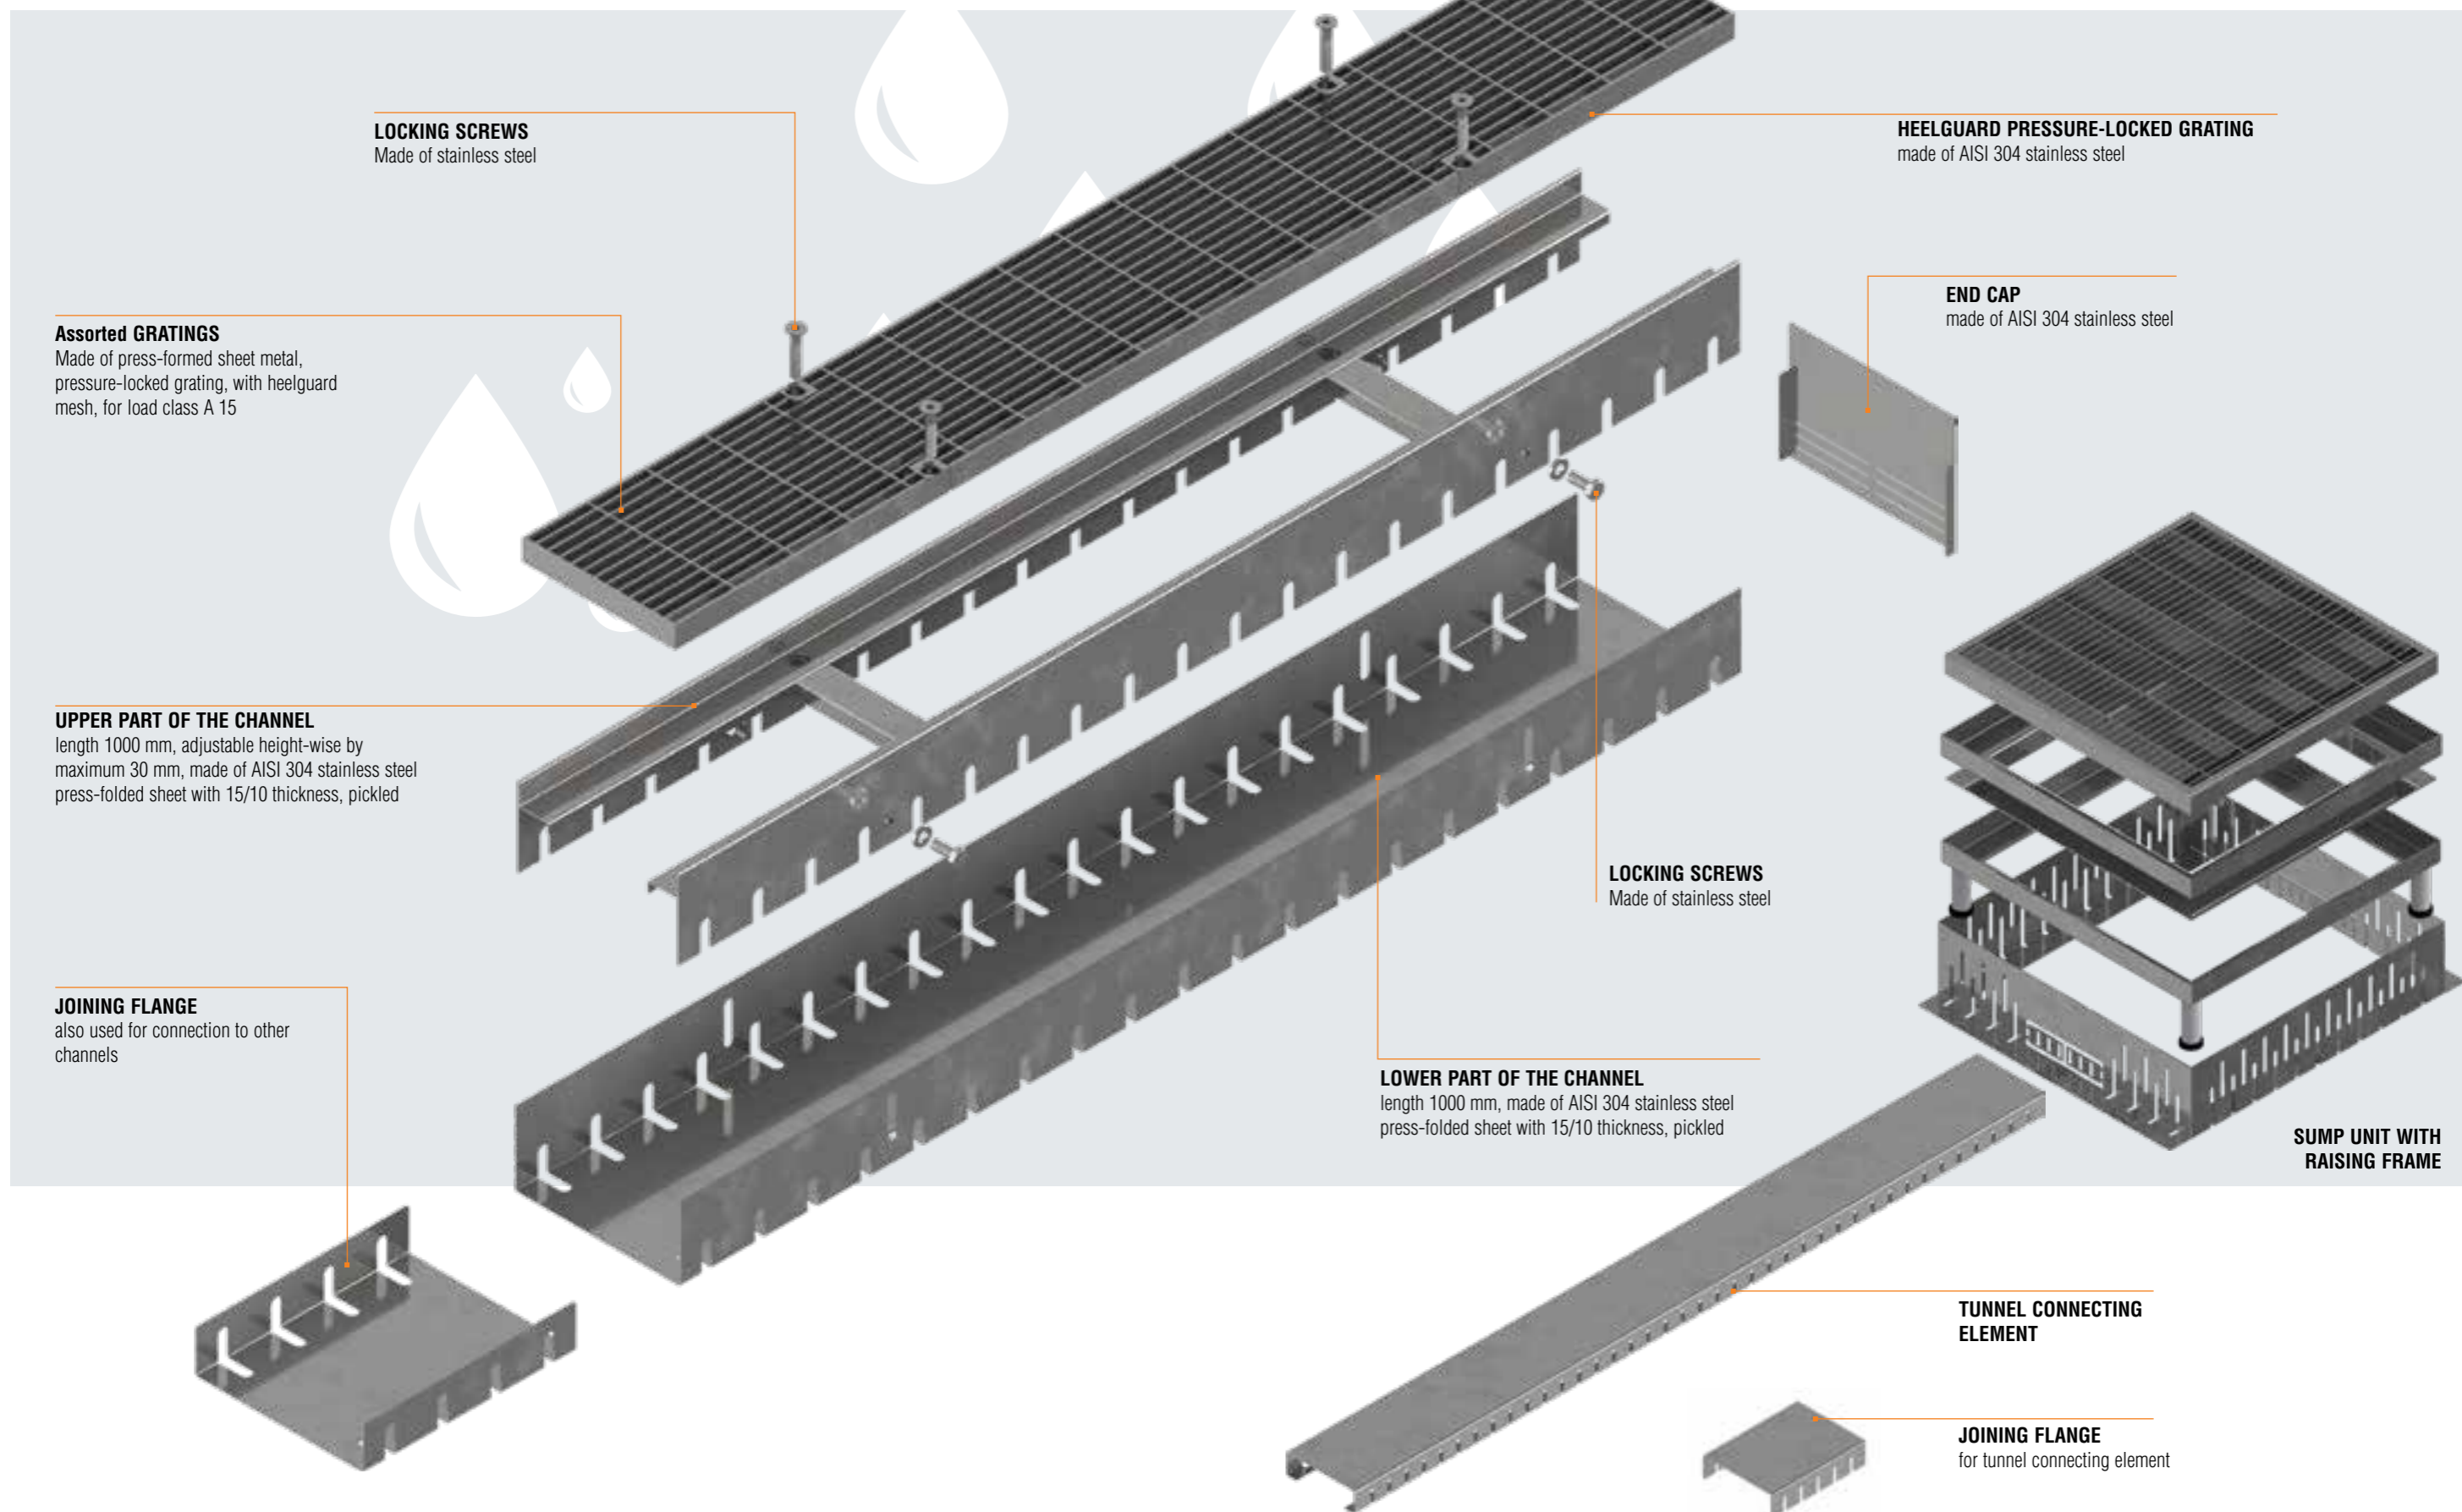 LOCKING SCREWS
Made of stainless steel
HEELGUARD PRESSURE-LOCKED GRATING
made of AISI 304 stainless steel
END CAP
made of AISI 304 stainless steel
Assorted GRATINGS
Made of press-formed sheet metal,
pressure-locked grating, with heelguard
mesh, for load class A 15
UPPER PART OF THE CHANNEL
length 1000 mm, adjustable height-wise by
maximum 30 mm, made of AISI 304 stainless steel
press-folded sheet with 15/10 thickness, pickled
LOCKING SCREWS
Made of stainless steel
JOINING FLANGE
also used for connection to other
channels
LOWER PART OF THE CHANNEL
length 1000 mm, made of AISI 304 stainless steel
press-folded sheet with 15/10 thickness, pickled
SUMP UNIT WITH
RAISING FRAME
TUNNEL CONNECTING
ELEMENT
JOINING FLANGE
for tunnel connecting element